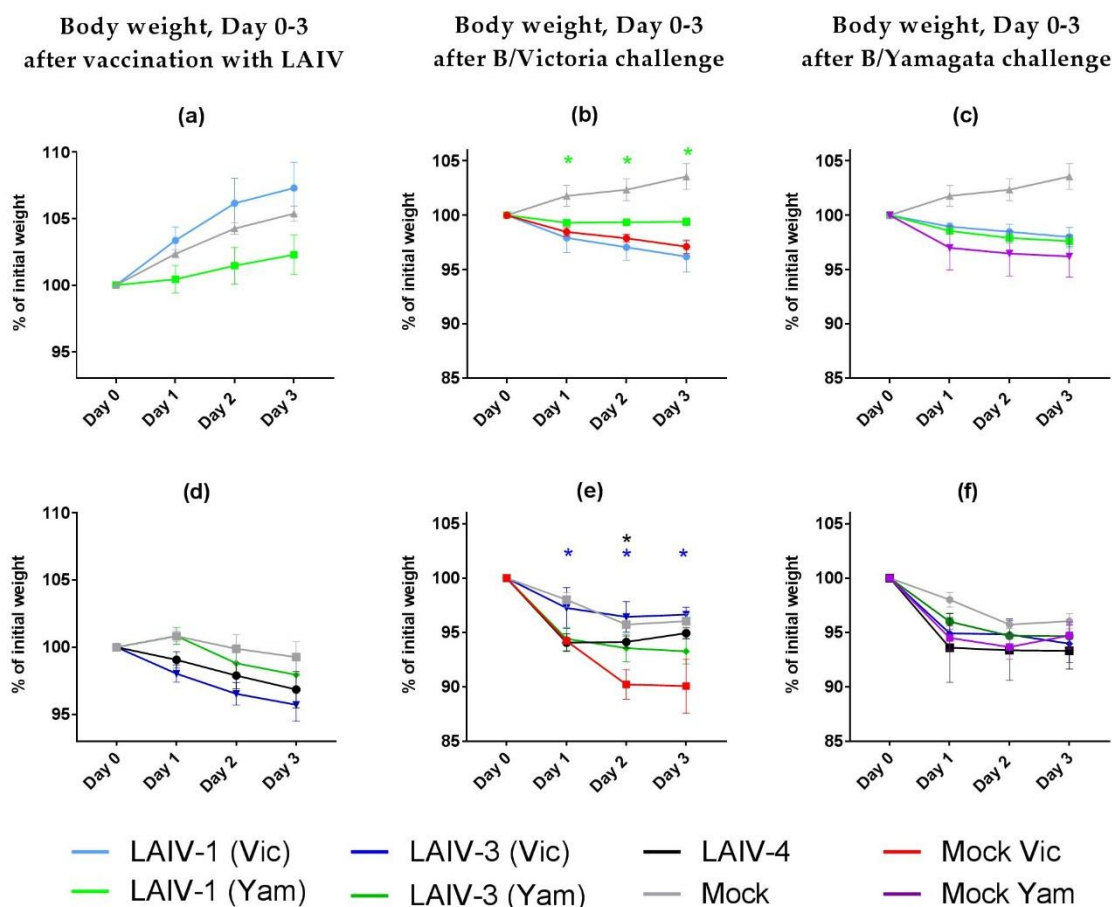 Body weight, Day 0-3
after vaccination with LAIV
Body weight, Day 0-3
after B/Victoria challenge
Body weight, Day 0-3
after B/Yamagata challenge
(a)
% of initial weight
110
105
100
95
Day 0
Day 1
Day 2
Day 3
(b)
% of initial weight
105
100
95
90
85
* * *
Day 0
Day 1
Day 2
Day 3
(c)
% of initial weight
105
100
95
90
85
Day 0
Day 1
Day 2
Day 3
(d)
% of initial weight
110
105
100
95
Day 0
Day 1
Day 2
Day 3
(e)
% of initial weight
105
100
95
90
85
*
* * *
Day 0
Day 1
Day 2
Day 3
(f)
% of initial weight
105
100
95
90
85
Day 0
Day 1
Day 2
Day 3
LAIV-1 (Vic)
LAIV-3 (Vic)
LAIV-4
Mock Vic
LAIV-1 (Yam)
LAIV-3 (Yam)
Mock
Mock Yam